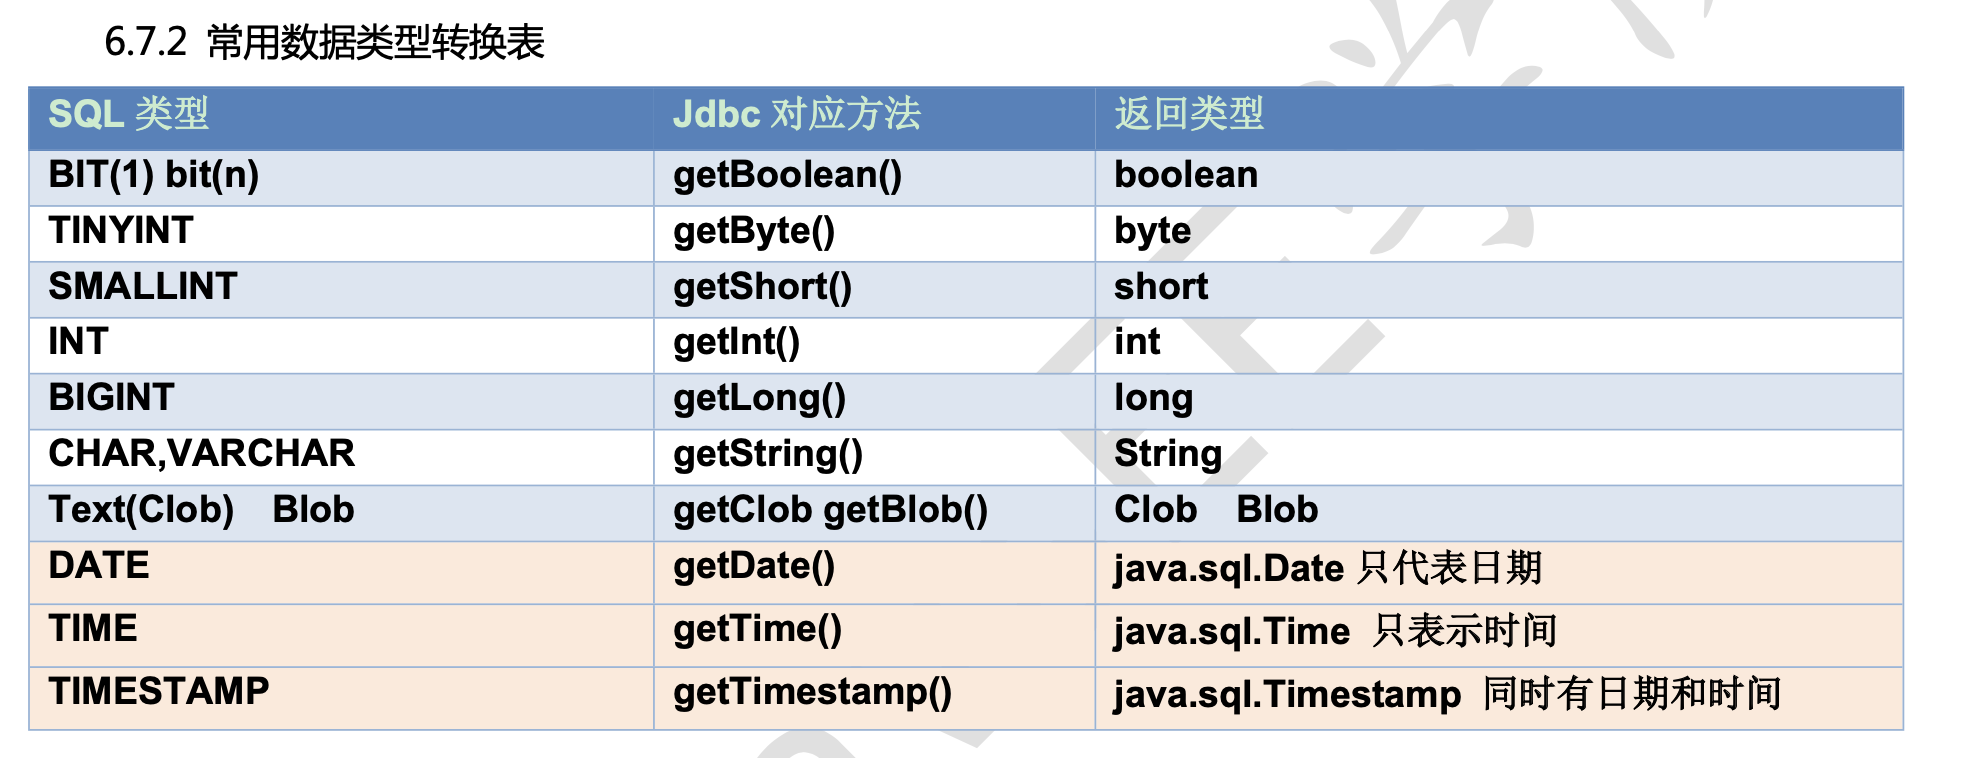 6.7.2 常用数据类型转换表
SQL 类型 Jdbc 对应方法 返回类型
BIT(1) bit(n) getBoolean() boolean
TINYINT getByte() byte
SMALLINT getShort() short
INT getInt() int
BIGINT getLong() long
CHAR,VARCHAR getString() String
Text(Clob) Blob getClob getBlob() Clob Blob
DATE getDate() java.sql.Date 只代表日期
TIME getTime() java.sql.Time 只表示时间
TIMESTAMP getTimestamp() java.sql.Timestamp 同时有日期和时间